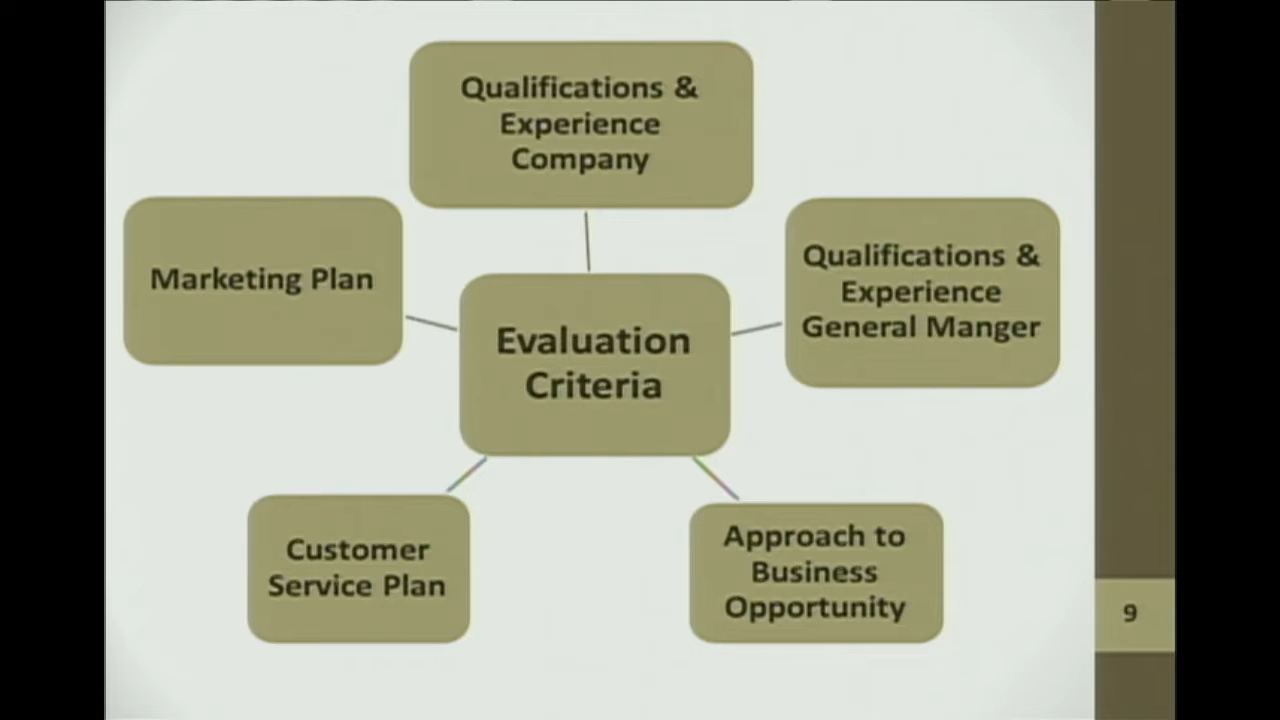 Qualifications &
Experience
Company
Marketing Plan
Qualifications &
Experience
General Manger
Evaluation
Criteria
Customer
Service Plan
Approach to
Business
Opportunity
9